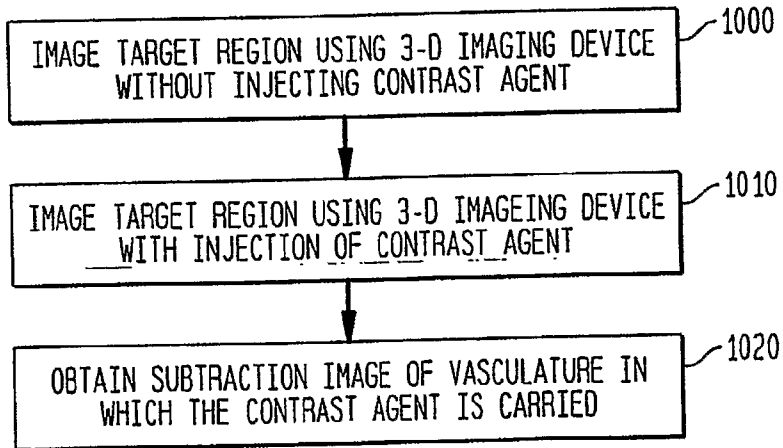 1000
IMAGE TARGET REGION USING 3-D IMAGING DEVICE
WITHOUT INJECTING CONTRAST AGENT
1010
IMAGE TARGET REGION USING 3-D IMAGEING DEVICE
WITH INJECTION OF CONTRAST AGENT
1020
OBTAIN SUBTRACTION IMAGE OF VASCULATURE IN
WHICH THE CONTRAST AGENT IS CARRIED